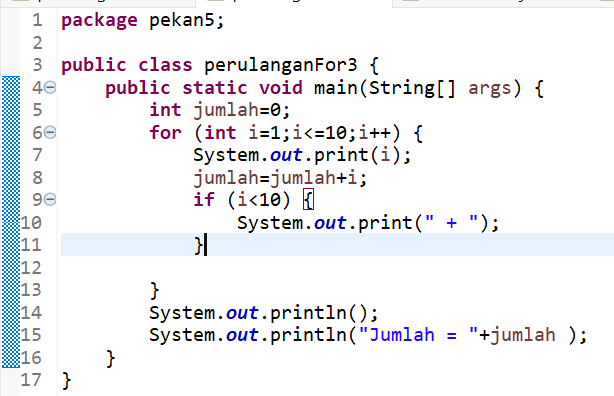 1 package pekan5;
2
3 public class perulanganFor3 {
4 public static void main(String[] args) {
5 int jumlah=0;
6 for (int i=1;i<=10;i++) {
7 System.out.print(i);
8 jumlah=jumlah+i;
9 if (i<10) {
10 System.out.print(" + ");
11 }
12
13 }
14 System.out.println();
15 System.out.println("Jumlah = "+jumlah );
16 }
17 }